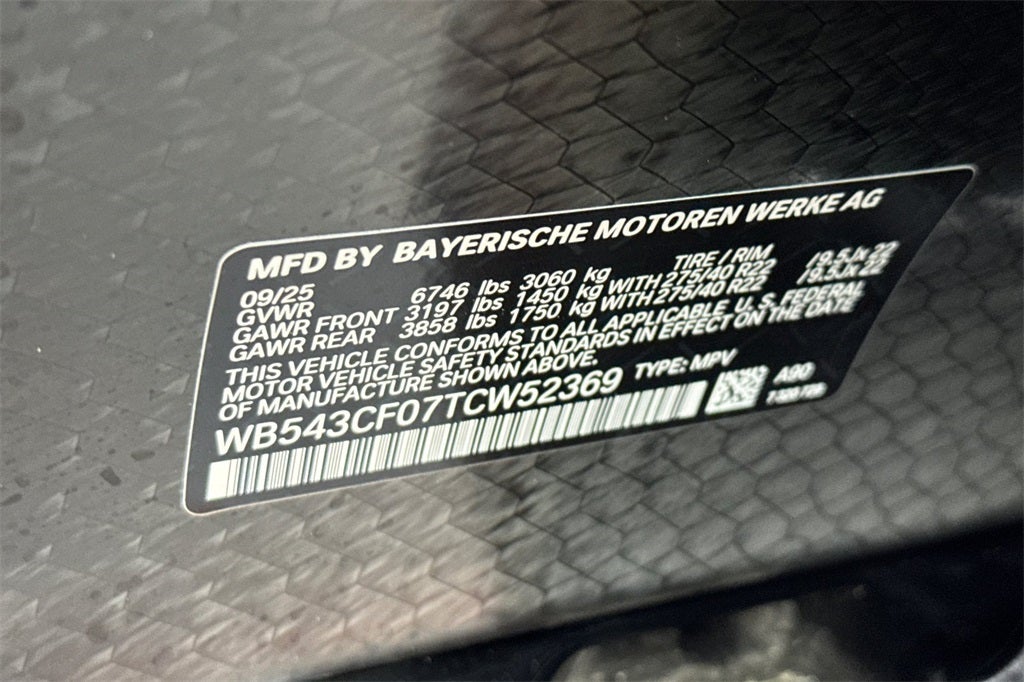 MFD BY BAYERISCHE MOTOREN WERKE AG
09/25 TIRE / RIM
GVWR 6746 lbs 3060 kg
GAWR FRONT 3197 lbs 1450 kg WITH 275/40 R22 /9.5Jx22
GAWR REAR 3858 lbs 1750 kg WITH 275/40 R22 /9.5Jx22
THIS VEHICLE CONFORMS TO ALL APPLICABLE U.S. FEDERAL
MOTOR VEHICLE SAFETY STANDARDS IN EFFECT ON THE DATE
OF MANUFACTURE SHOWN ABOVE.
WB543CF07TCW52369 TYPE: MPV
A90